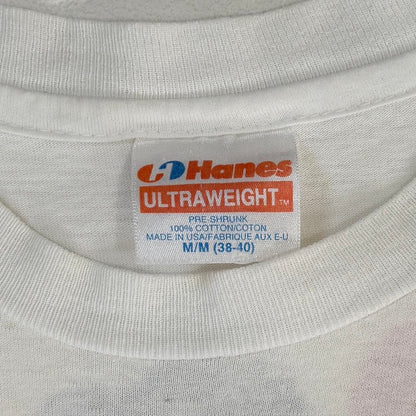 Hanes
ULTRAWEIGHT™
PRE-SHRUNK
100% COTTON/COTON
MADE IN USA/FABRIQUE AUX E-U
M/M (38-40)